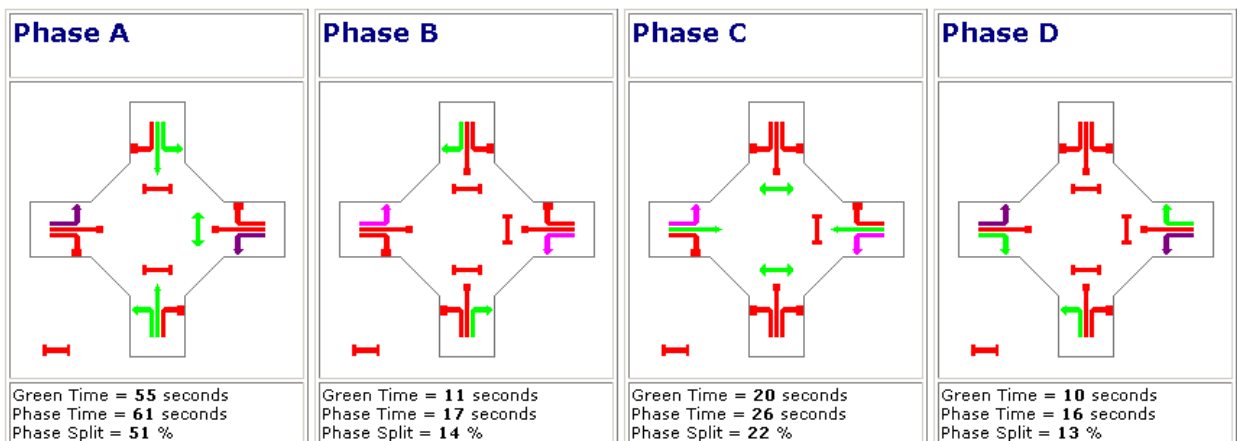 Phase A
Phase B
Phase C
Phase D
Green Time = 55 seconds
Phase Time = 61 seconds
Phase Split = 51 %
Green Time = 11 seconds
Phase Time = 17 seconds
Phase Split = 14 %
Green Time = 20 seconds
Phase Time = 26 seconds
Phase Split = 22 %
Green Time = 10 seconds
Phase Time = 16 seconds
Phase Split = 13 %